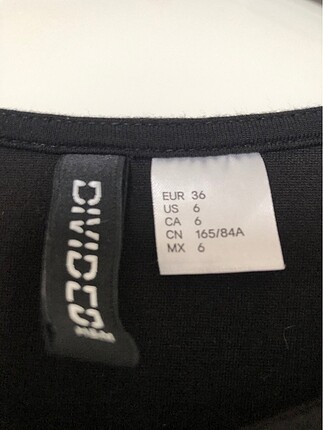 DIVIDED
H&M
EUR 36
US 6
CA 6
CN 165/84A
MX 6